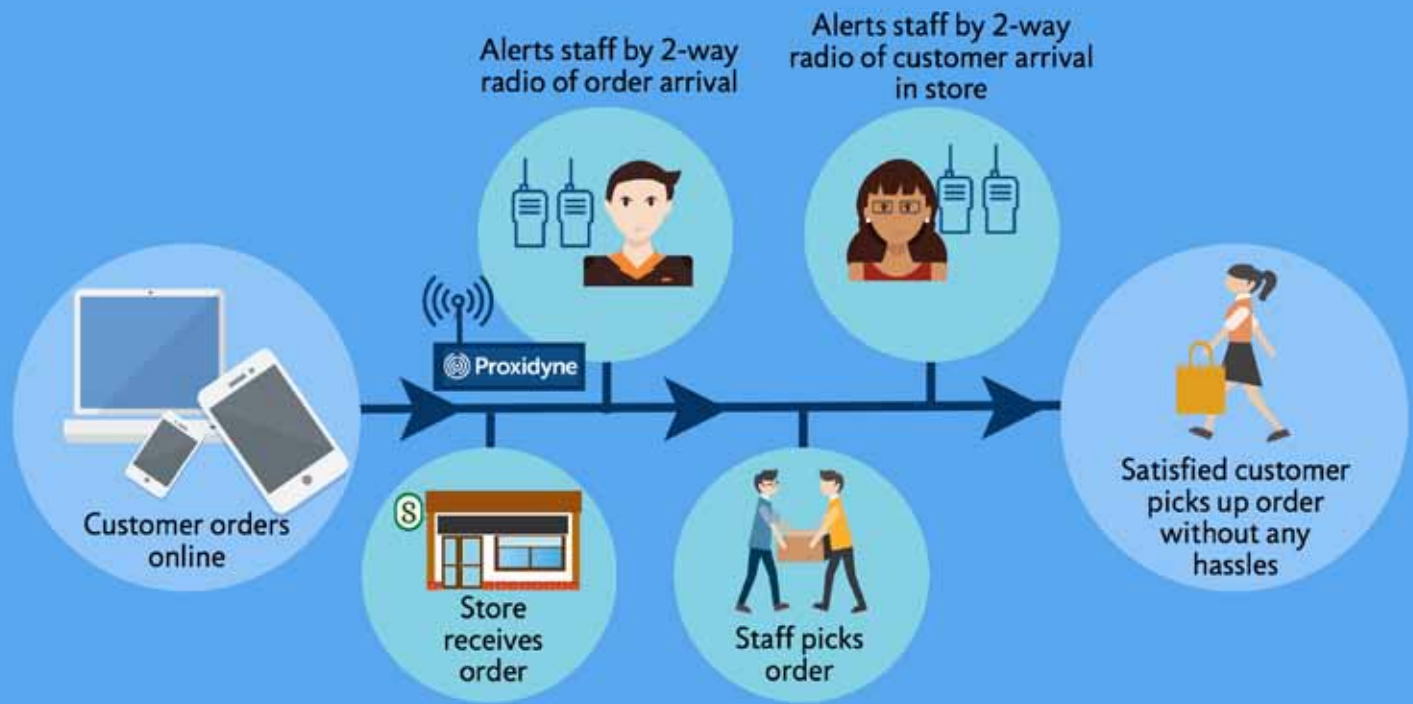 Alerts staff by 2-way
radio of order arrival
Alerts staff by 2-way
radio of customer arrival
in store
Proxidyne
Customer orders
online
S
Store
receives
order
Staff picks
order
Satisfied customer
picks up order
without any
hassles